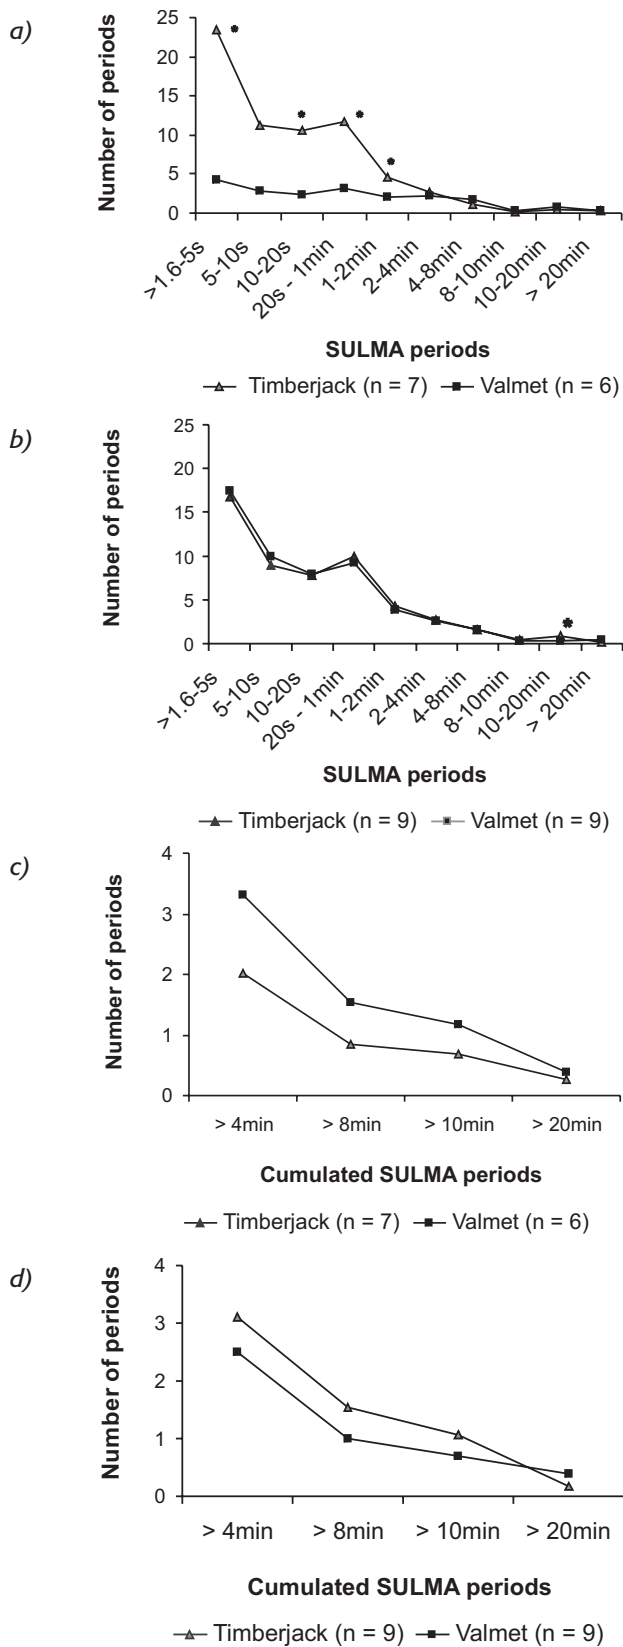 a)
Number of periods
25
20
15
10
5
0
* * * *
>1.6-5s
5-10s
10-20s
20s - 1min
1-2min
2-4min
4-8min
8-10min
10-20min
> 20min
SULMA periods
Timberjack (n = 7) Valmet (n = 6)
b)
Number of periods
25
20
15
10
5
0
*
>1.6-5s
5-10s
10-20s
20s - 1min
1-2min
2-4min
4-8min
8-10min
10-20min
> 20min
SULMA periods
Timberjack (n = 9) Valmet (n = 9)
c)
Number of periods
4
3
2
1
0
> 4min > 8min > 10min > 20min
Cumulated SULMA periods
Timberjack (n = 7) Valmet (n = 6)
d)
Number of periods
4
3
2
1
0
> 4min > 8min > 10min > 20min
Cumulated SULMA periods
Timberjack (n = 9) Valmet (n = 9)